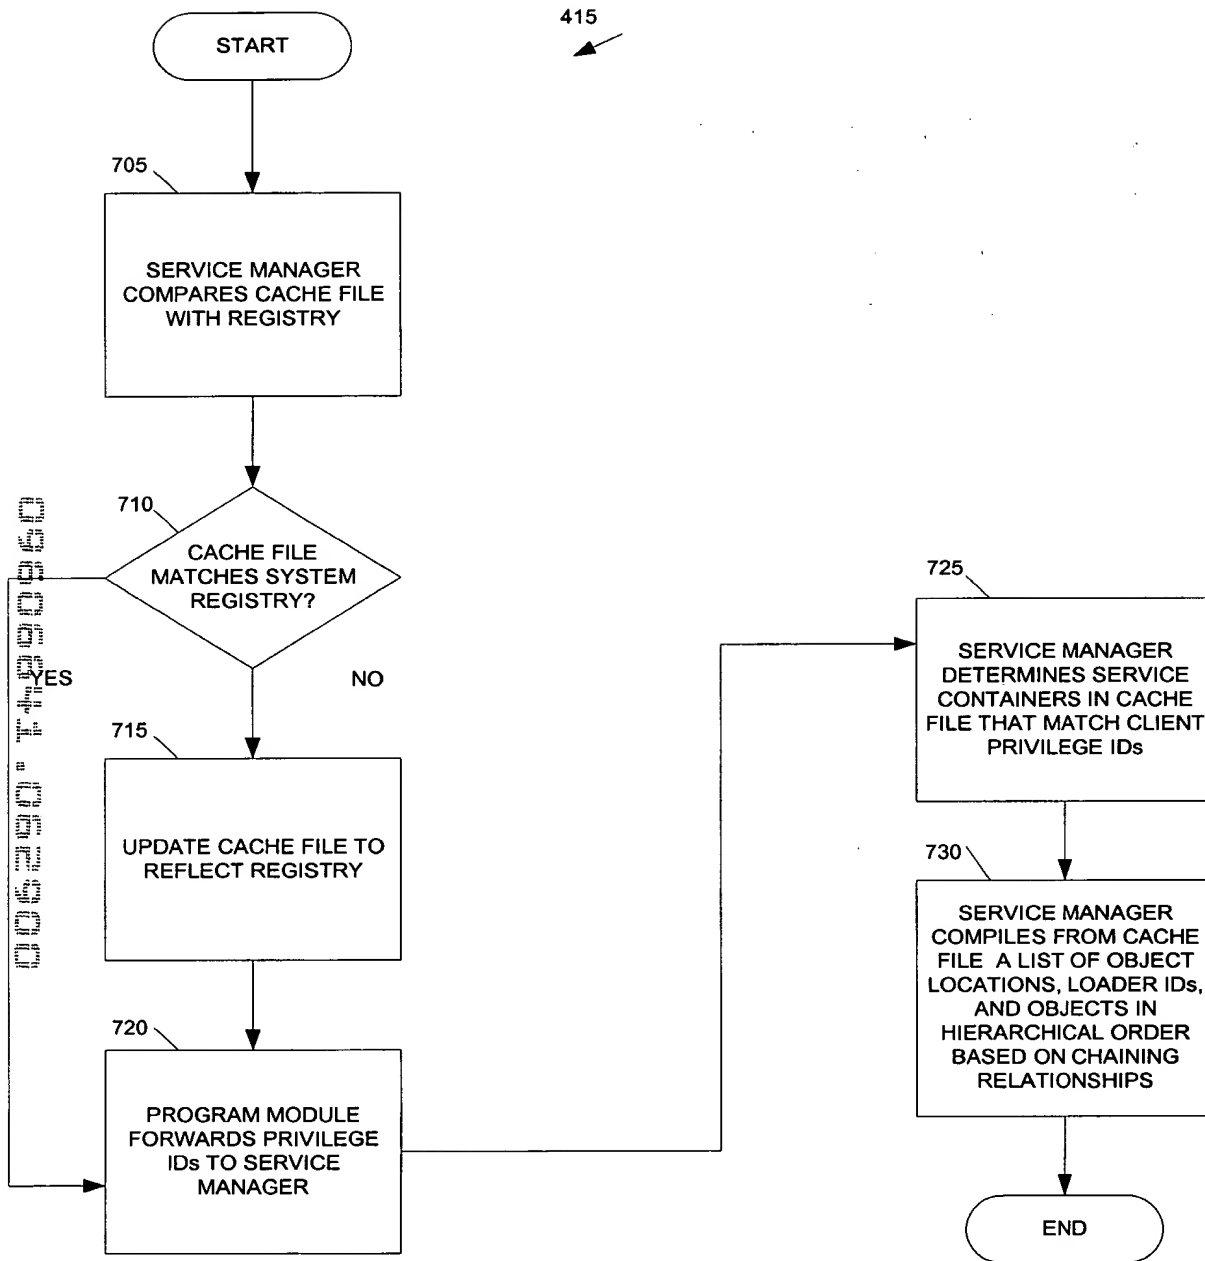 START
415
705
SERVICE MANAGER
COMPARES CACHE FILE
WITH REGISTRY
710
CACHE FILE
MATCHES SYSTEM
REGISTRY?
YES
NO
715
UPDATE CACHE FILE TO
REFLECT REGISTRY
720
PROGRAM MODULE
FORWARDS PRIVILEGE
IDs TO SERVICE
MANAGER
725
SERVICE MANAGER
DETERMINES SERVICE
CONTAINERS IN CACHE
FILE THAT MATCH CLIENT
PRIVILEGE IDs
730
SERVICE MANAGER
COMPILES FROM CACHE
FILE A LIST OF OBJECT
LOCATIONS, LOADER IDs,
AND OBJECTS IN
HIERARCHICAL ORDER
BASED ON CHAINING
RELATIONSHIPS
END